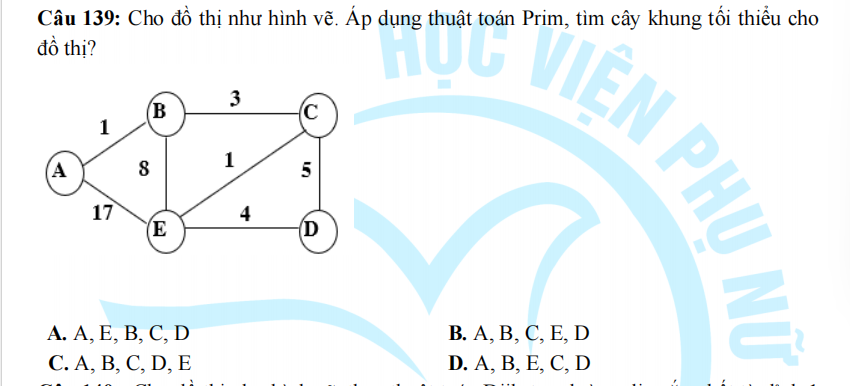 Câu 139: Cho đồ thị như hình vẽ. Áp dụng thuật toán Prim, tìm cây khung tối thiểu cho
đồ thị?
HỌC VIỆN PHỤ NỮ
B 3 C
1
A 8 1 5
17 E 4 D
A. A, E, B, C, D B. A, B, C, E, D
C. A, B, C, D, E D. A, B, E, C, D